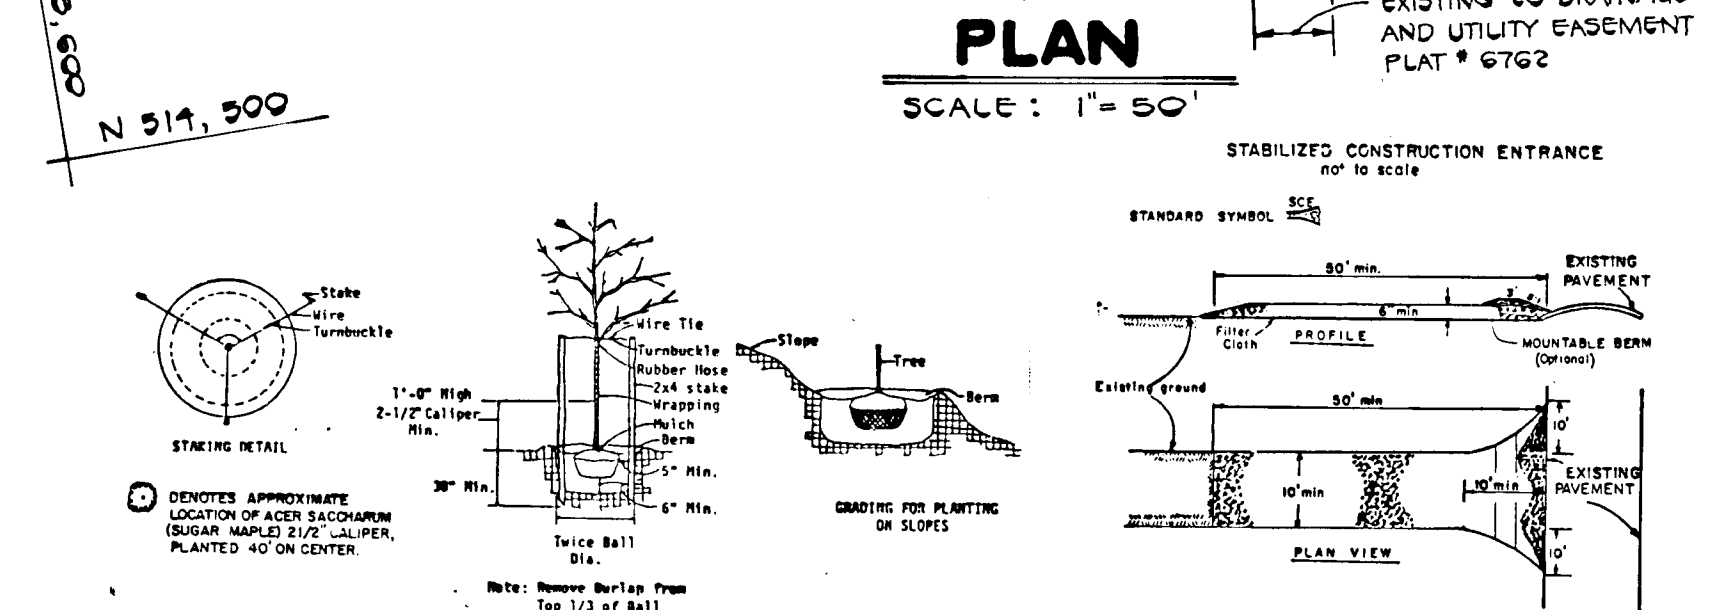 609,
N 514, 500
PLAN
SCALE: 1"= 50'
AND UTILITY EASEMENT
PLAT # 6762
STABILIZED CONSTRUCTION ENTRANCE
not to scale
STANDARD SYMBOL
SCE
Stake
Wire
Turnbuckle
STAKING DETAIL
DENOTES APPROXIMATE
LOCATION OF ACER SACCHARUM
(SUGAR MAPLE) 2 1/2" CALIPER,
PLANTED 40' ON CENTER.
Wire Tie
Turnbuckle
Rubber Hose
2x4 stake
Wrapping
Mulch
Berm
5" Min.
6" Min.
1'-0" High
2-1/2" Caliper
Min.
30" Min.
Twice Ball
Dia.
Note: Remove Burlap from
Top 1/3 of Ball
Slope
Tree
Berm
GRADING FOR PLANTING
ON SLOPES
50' min.
EXISTING
PAVEMENT
3'
6" min
Filter
Cloth
PROFILE
MOUNTABLE BERM
(Optional)
Existing ground
50' min
10'
10' min
10' min
EXISTING
PAVEMENT
10'
PLAN VIEW